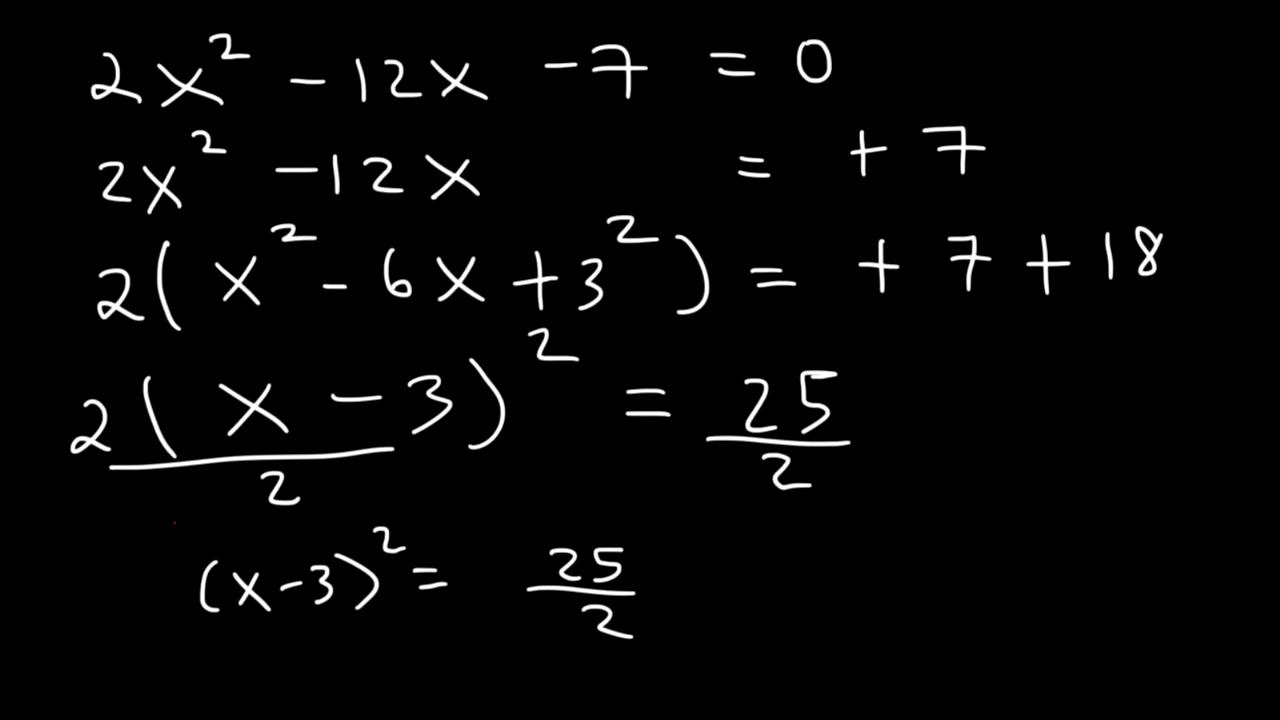 2x² - 12x - 7 = 0
2x² - 12x = + 7
2(x² - 6x + 3²) = + 7 + 18
2(x - 3)² / 2 = 25 / 2
(x - 3)² = 25 / 2